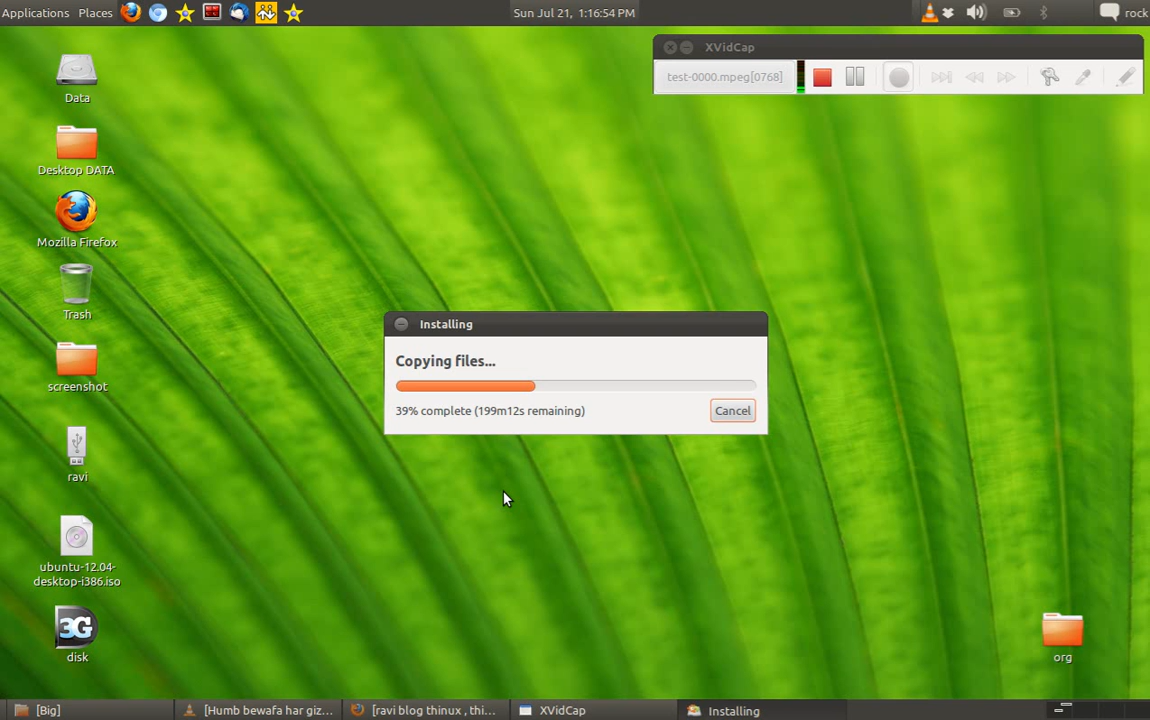 Applications Places
Sun Jul 21, 1:16:54 PM
rock
XVidCap
test-0000.mpeg[0768]
Data
Desktop DATA
Mozilla Firefox
Trash
screenshot
ravi
ubuntu-12.04-
desktop-i386.iso
3G
disk
Installing
Copying files...
39% complete (199m12s remaining)
Cancel
org
[Big]
[Humb bewafa har giz...
[ravi blog thinux , thi...
XVidCap
Installing